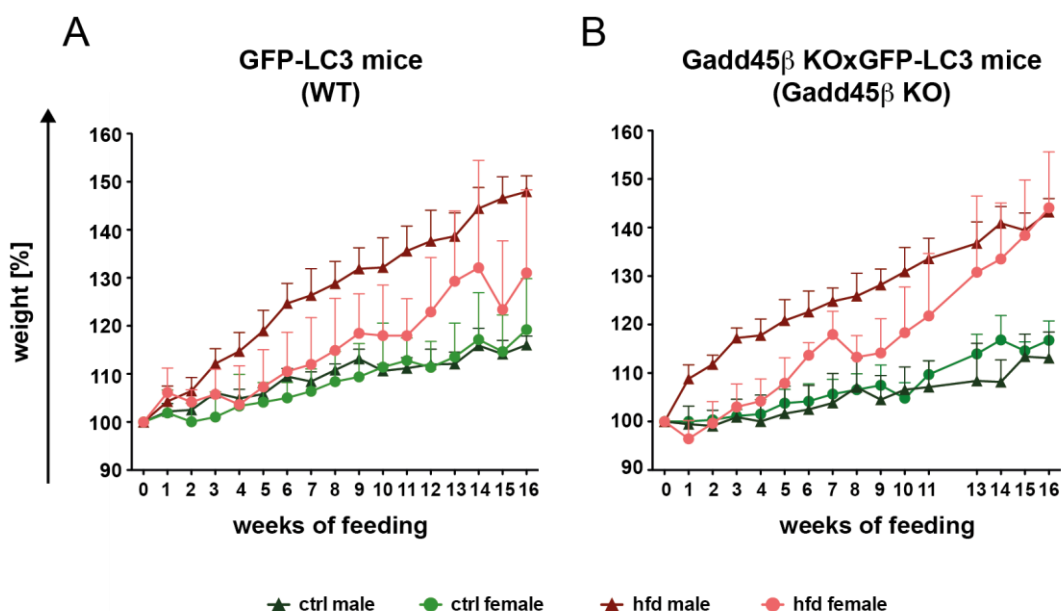 A
GFP-LC3 mice
(WT)
weight [%]
160
150
140
130
120
110
100
90
0 1 2 3 4 5 6 7 8 9 10 11 12 13 14 15 16
weeks of feeding
B
Gadd45β KOxGFP-LC3 mice
(Gadd45β KO)
160
150
140
130
120
110
100
90
0 1 2 3 4 5 6 7 8 9 10 11 13 14 15 16
weeks of feeding
ctrl male ctrl female hfd male hfd female